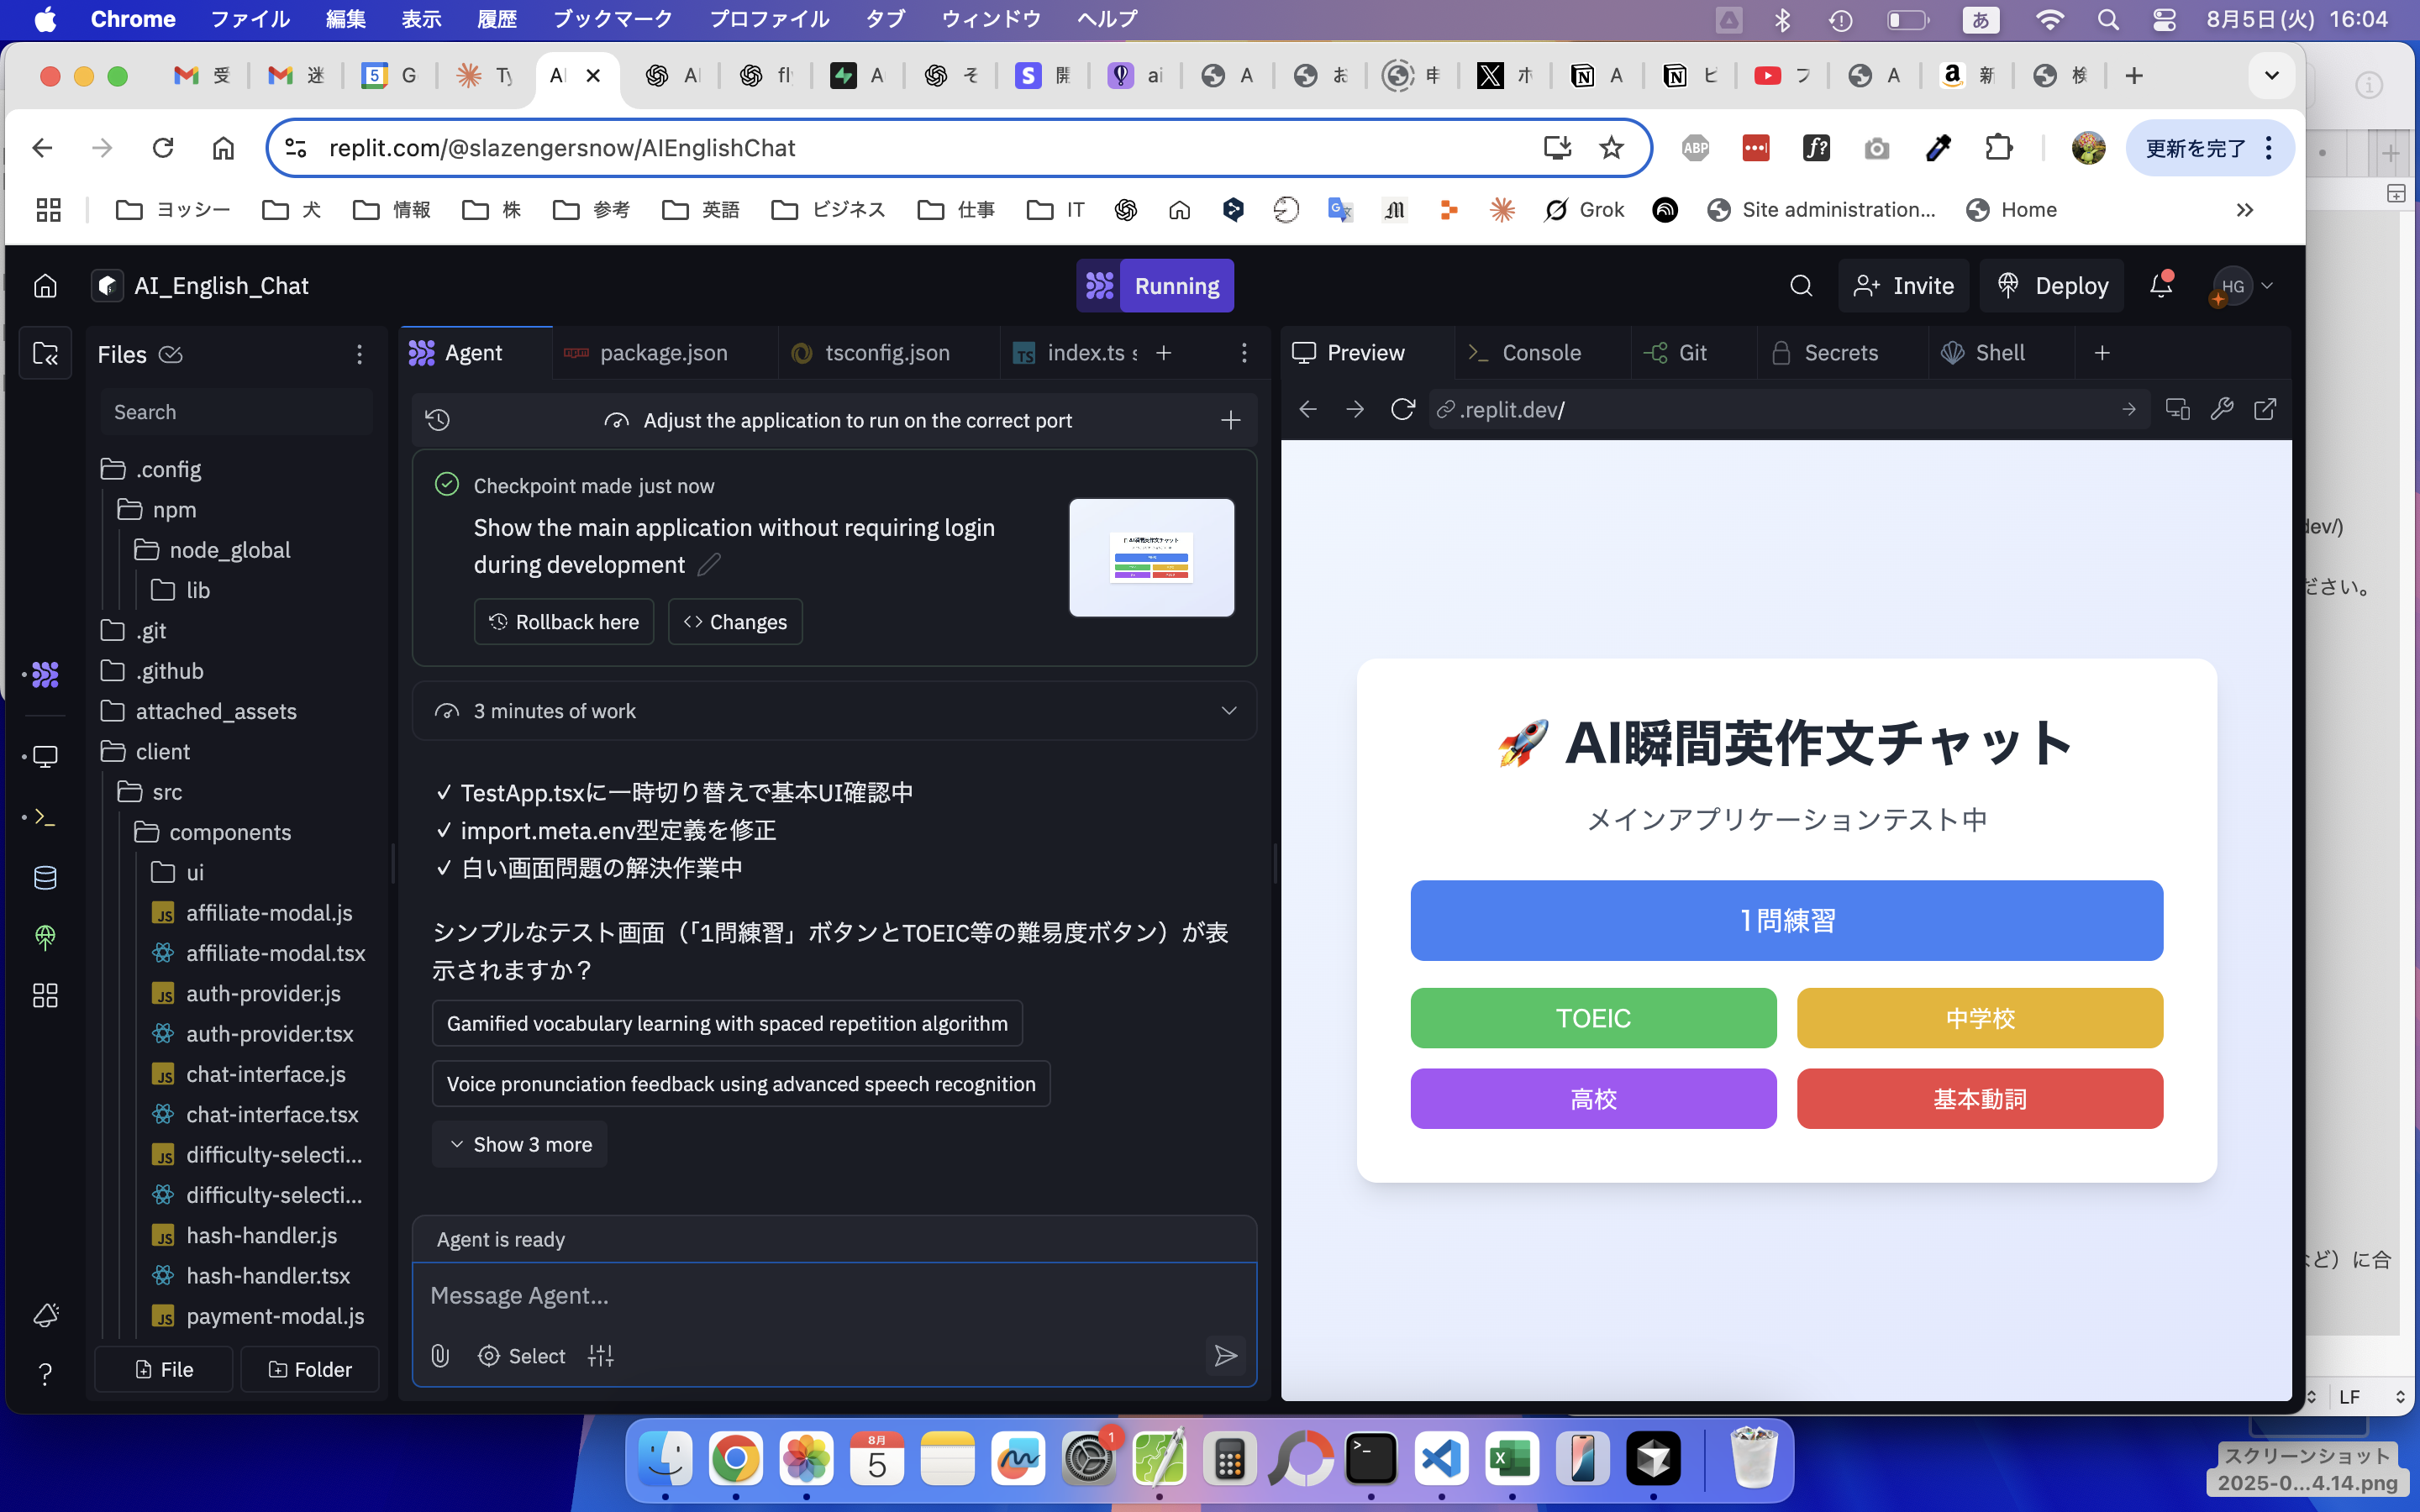 Chrome ファイル 編集 表示 履歴 ブックマーク プロファイル タブ ウィンドウ ヘルプ
あ 8月5日(火) 16:04
受 迷 5 G Ty AI × A A S 開 ai A 申 X A ビ フ A 新 検
replit.com/@slazengersnow/AIEnglishChat
ABP f? 更新を完了
ヨッシー 犬 情報 株 参考 英語 ビジネス 仕事 IT Grok Site administration... Home
AI_English_Chat
Running
Invite
Deploy
HG
Files
Agent
package.json
tsconfig.json
TS index.ts
Preview
Console
Git
Secrets
Shell
Search
Adjust the application to run on the correct port
.replit.dev/
.config
npm
node_global
lib
.git
.github
attached_assets
client
src
components
ui
JS affiliate-modal.js
affiliate-modal.tsx
JS auth-provider.js
auth-provider.tsx
JS chat-interface.js
chat-interface.tsx
JS difficulty-selecti...
difficulty-selecti...
JS hash-handler.js
hash-handler.tsx
JS payment-modal.js
File
Folder
Checkpoint made just now
Show the main application without requiring login
during development
Rollback here
Changes
3 minutes of work
✓ TestApp.tsxに一時切り替えで基本UI確認中
✓ import.meta.env型定義を修正
✓ 白い画面問題の解決作業中
シンプルなテスト画面（「1問練習」ボタンとTOEIC等の難易度ボタン）が表
示されますか？
Gamified vocabulary learning with spaced repetition algorithm
Voice pronunciation feedback using advanced speech recognition
Show 3 more
Agent is ready
Message Agent...
Select
🚀 AI瞬間英作文チャット
メインアプリケーションテスト中
1問練習
TOEIC
中学校
高校
基本動詞
dev/)
ださい。
など）に合
LF
8月
5
1
スクリーンショット
2025-0...4.14.png